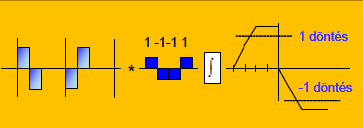 1 -1-1 1
* ∫
1 döntés
-1 döntés